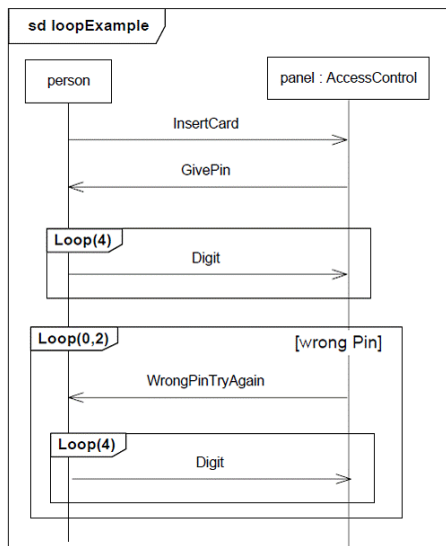 sd loopExample
person
panel : AccessControl
InsertCard
GivePin
Loop(4)
Digit
Loop(0,2)
[wrong Pin]
WrongPinTryAgain
Loop(4)
Digit